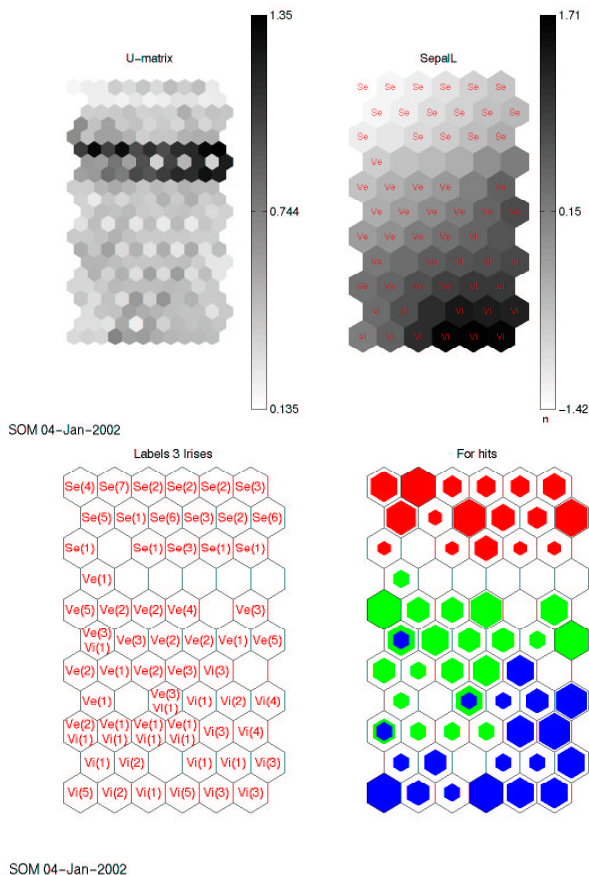 1.35
1.71
U-matrix
SepalL
Se Se Se Se Se Se
Se Se Se Se Se Se
Se Se Se Se Se
Ve
Ve Ve Ve Ve Ve
0.744
Ve Ve Ve Ve Ve Ve
0.15
Ve Ve Ve Ve Vi
Ve Ve Vi Vi Vi
Ve Ve Ve Ve Vi Vi
Vi Vi Vi Vi Vi
Vi Vi Vi Vi Vi Vi
0.135
-1.42
n
SOM 04-Jan-2002
Labels 3 Irises
For hits
Se(4) Se(7) Se(2) Se(2) Se(2) Se(3)
Se(5) Se(1) Se(6) Se(3) Se(2) Se(6)
Se(1) Se(1) Se(3) Se(1) Se(1)
Ve(1)
Ve(5) Ve(2) Ve(2) Ve(4) Ve(3)
Ve(3) Ve(3) Ve(2) Ve(2) Ve(1) Ve(5)
Vi(1)
Ve(2) Ve(1) Ve(2) Ve(3) Vi(3)
Ve(1) Ve(3) Vi(1) Vi(2) Vi(4)
Vi(1)
Ve(2) Ve(1) Ve(1) Ve(1) Vi(3) Vi(4)
Vi(1) Vi(1) Vi(1) Vi(1)
Vi(1) Vi(2) Vi(1) Vi(1) Vi(3)
Vi(5) Vi(2) Vi(1) Vi(5) Vi(3) Vi(3)
SOM 04-Jan-2002